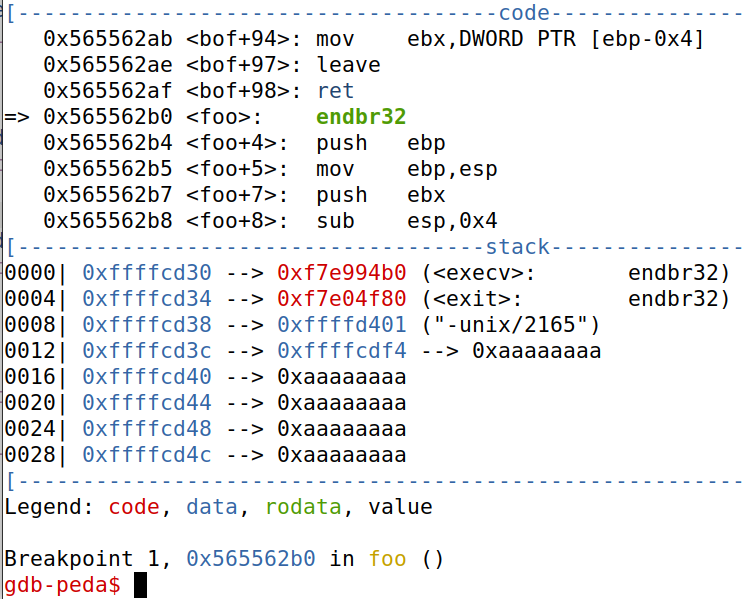 [-------------------------------------code---------------
   0x565562ab <bof+94>:	mov    ebx,DWORD PTR [ebp-0x4]
   0x565562ae <bof+97>:	leave
   0x565562af <bof+98>:	ret
=> 0x565562b0 <foo>:	endbr32
   0x565562b4 <foo+4>:	push   ebp
   0x565562b5 <foo+5>:	mov    ebp,esp
   0x565562b7 <foo+7>:	push   ebx
   0x565562b8 <foo+8>:	sub    esp,0x4
[------------------------------------stack---------------
0000| 0xffffcd30 --> 0xf7e994b0 (<execv>:	endbr32)
0004| 0xffffcd34 --> 0xf7e04f80 (<exit>:	endbr32)
0008| 0xffffcd38 --> 0xffffd401 ("-unix/2165")
0012| 0xffffcd3c --> 0xffffcdf4 --> 0xaaaaaaaa
0016| 0xffffcd40 --> 0xaaaaaaaa
0020| 0xffffcd44 --> 0xaaaaaaaa
0024| 0xffffcd48 --> 0xaaaaaaaa
0028| 0xffffcd4c --> 0xaaaaaaaa
[--------------------------------------------------------
Legend: code, data, rodata, value
Breakpoint 1, 0x565562b0 in foo ()
gdb-peda$